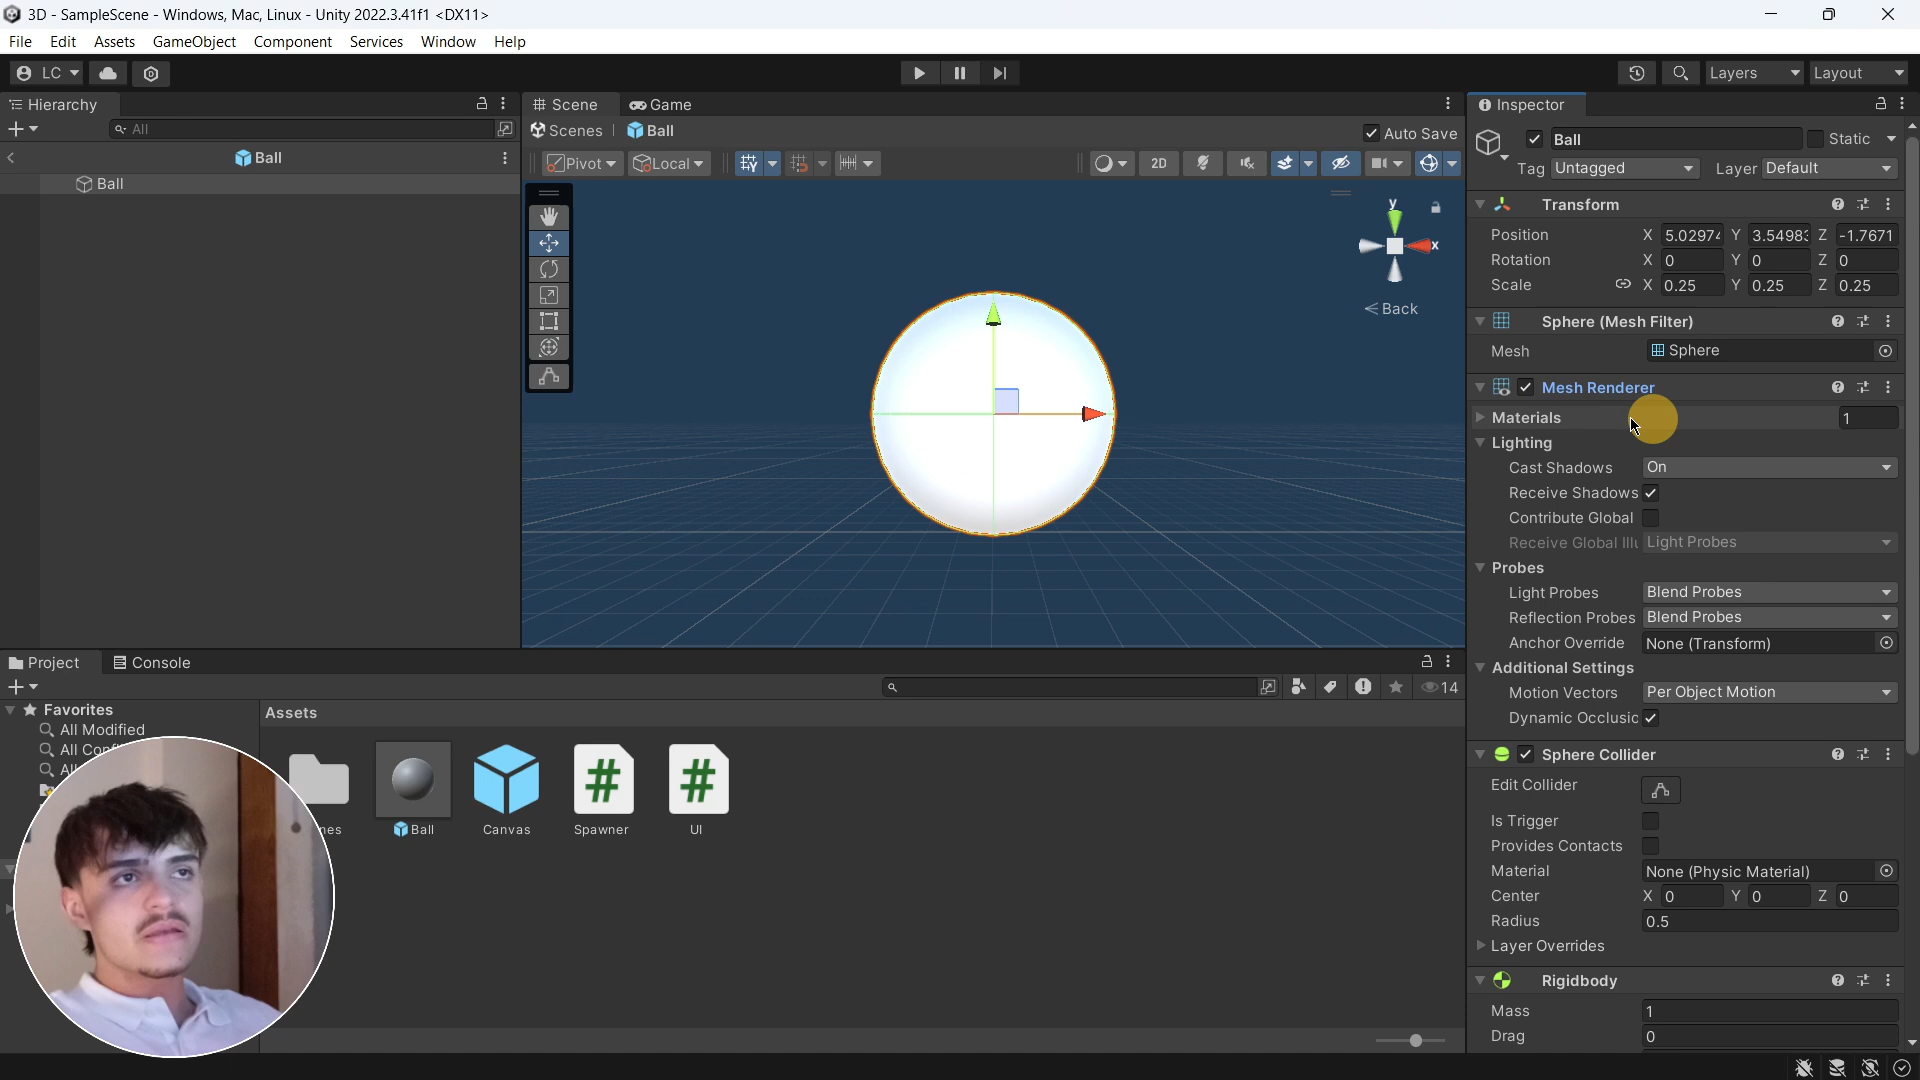 3D - SampleScene - Windows, Mac, Linux - Unity 2022.3.41f1 <DX11>
File Edit Assets GameObject Component Services Window Help
LC Layers Layout
Hierarchy
All
Ball
Ball
Scene Game
Scenes Ball Auto Save
Pivot Local 2D
y
x
Back
Inspector
Ball Static
Tag Untagged Layer Default
Transform
Position X 5.02974 Y 3.54983 Z -1.7671
Rotation X 0 Y 0 Z 0
Scale X 0.25 Y 0.25 Z 0.25
Sphere (Mesh Filter)
Mesh Sphere
Mesh Renderer
Materials 1
Lighting
Cast Shadows On
Receive Shadows
Contribute Global
Receive Global Illu Light Probes
Probes
Light Probes Blend Probes
Reflection Probes Blend Probes
Anchor Override None (Transform)
Additional Settings
Motion Vectors Per Object Motion
Dynamic Occlusic
Sphere Collider
Edit Collider
Is Trigger
Provides Contacts
Material None (Physic Material)
Center X 0 Y 0 Z 0
Radius 0.5
Layer Overrides
Rigidbody
Mass 1
Drag 0
Project Console
14
Favorites
All Modified
All Conf
All
Assets
nes Ball Canvas Spawner UI